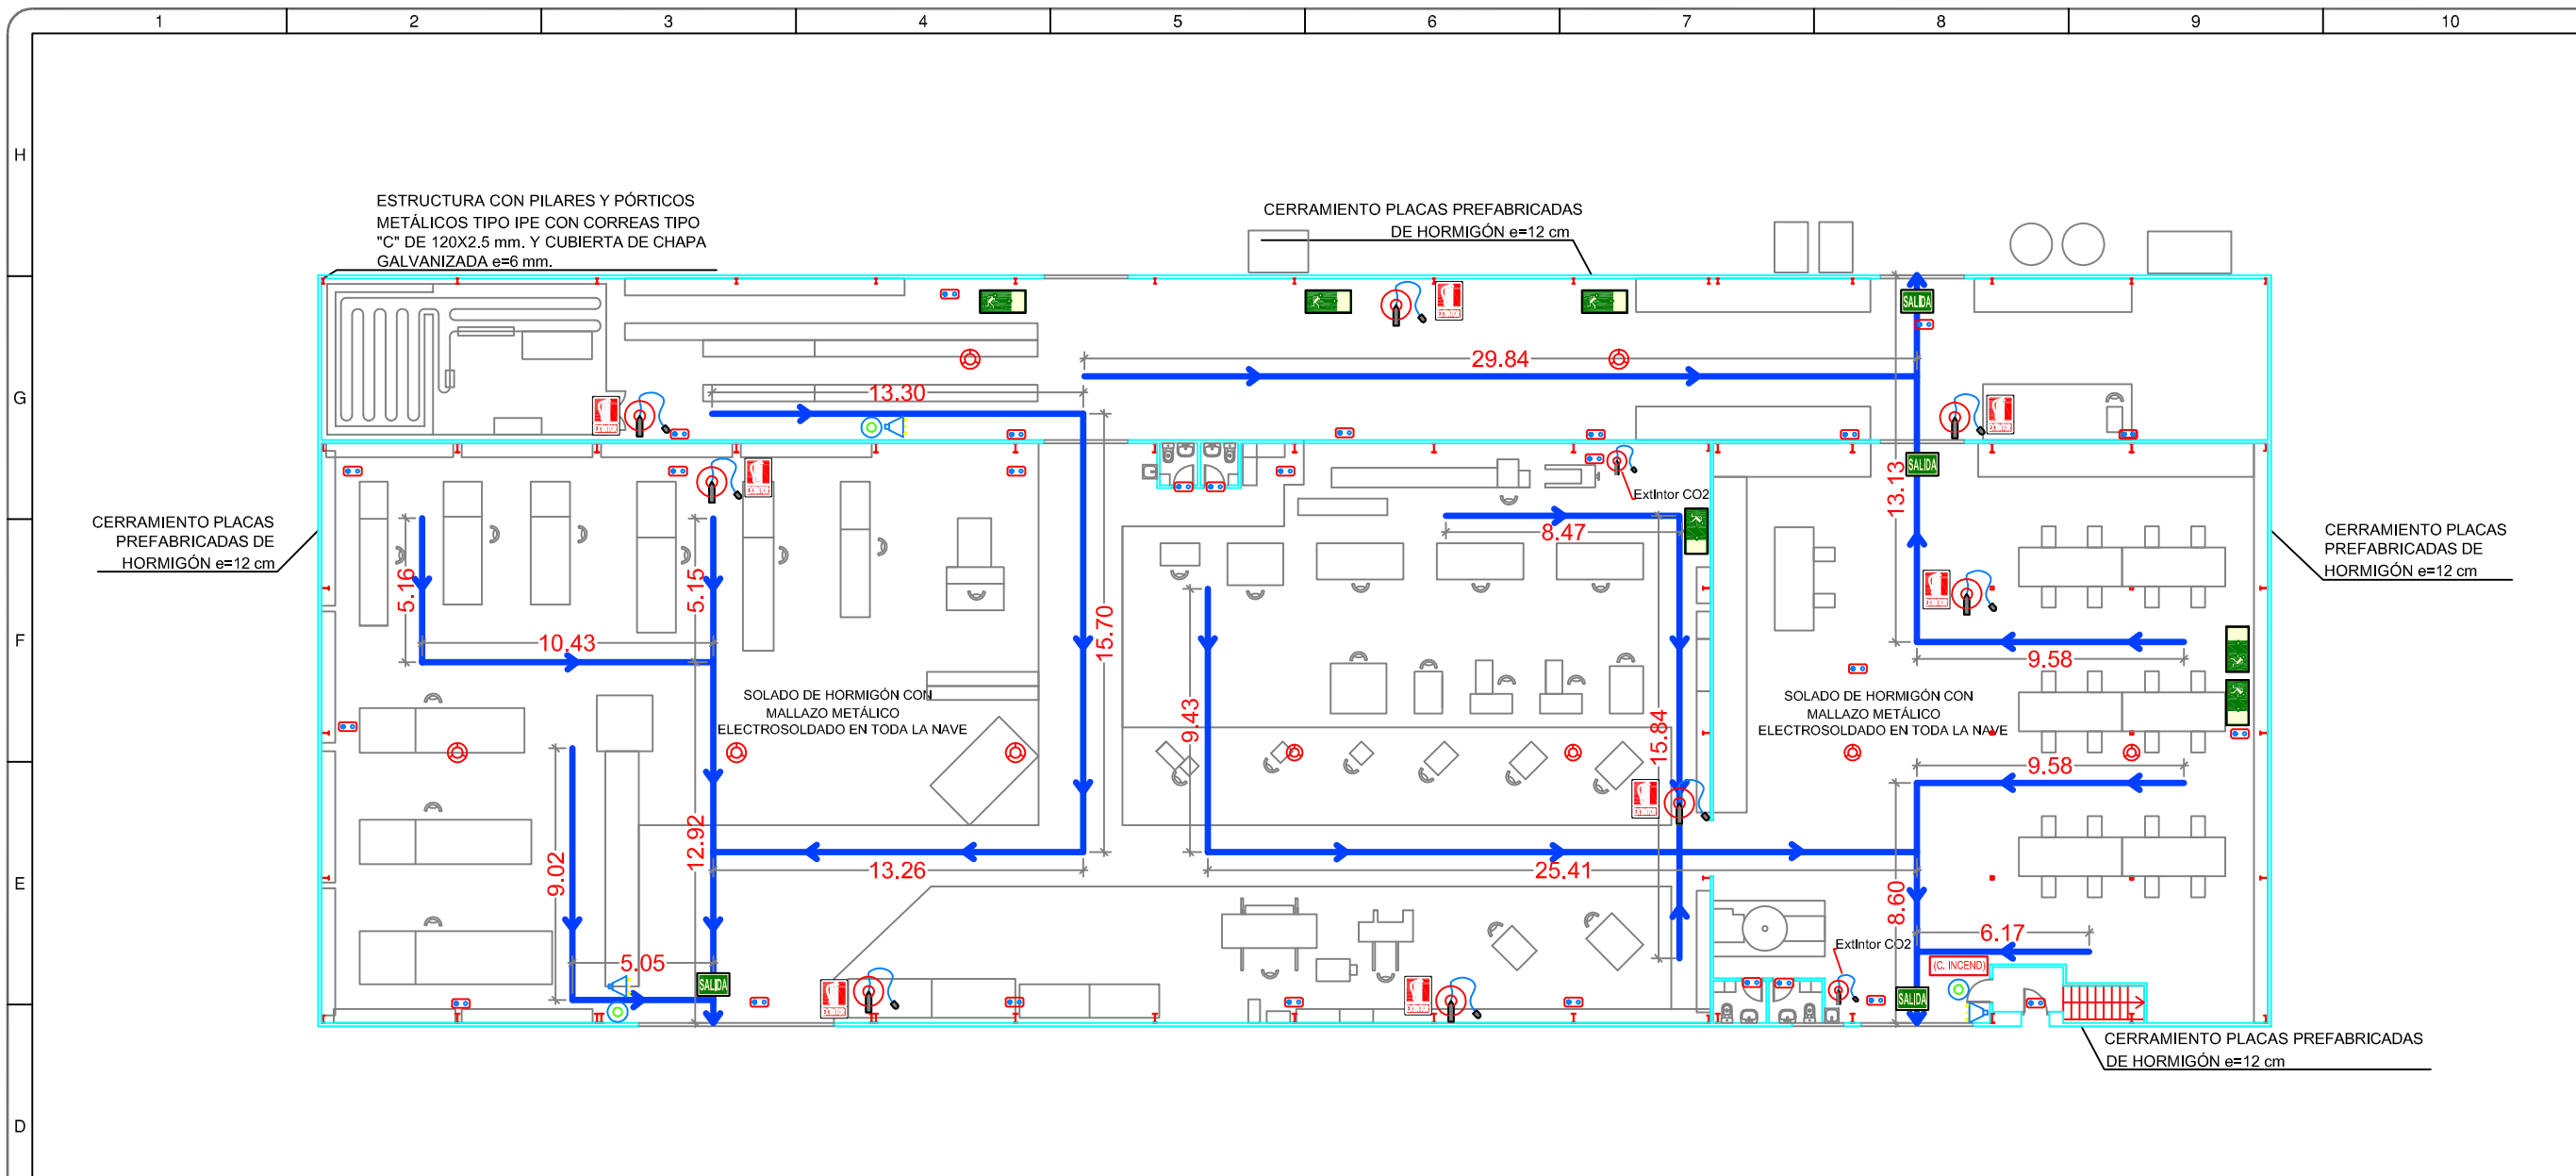 1 2 3 4 5 6 7 8 9 10
H
ESTRUCTURA CON PILARES Y PÓRTICOS
METÁLICOS TIPO IPE CON CORREAS TIPO
"C" DE 120X2.5 mm. Y CUBIERTA DE CHAPA
GALVANIZADA e=6 mm.
CERRAMIENTO PLACAS PREFABRICADAS
DE HORMIGÓN e=12 cm
SALIDA
29.84
G
13.30
SALIDA
ExtIntor CO2
13.13
CERRAMIENTO PLACAS
PREFABRICADAS DE
HORMIGÓN e=12 cm
8.47
CERRAMIENTO PLACAS
PREFABRICADAS DE
HORMIGÓN e=12 cm
5.16
5.15
F
10.43
15.70
9.58
SOLADO DE HORMIGÓN CON
MALLAZO METÁLICO
ELECTROSOLDADO EN TODA LA NAVE
9.43
15.84
SOLADO DE HORMIGÓN CON
MALLAZO METÁLICO
ELECTROSOLDADO EN TODA LA NAVE
9.58
12.92
9.02
E
13.26
25.41
8.60
6.17
ExtIntor CO2
5.05
(C. INCEND)
SALIDA
SALIDA
CERRAMIENTO PLACAS PREFABRICADAS
DE HORMIGÓN e=12 cm
D